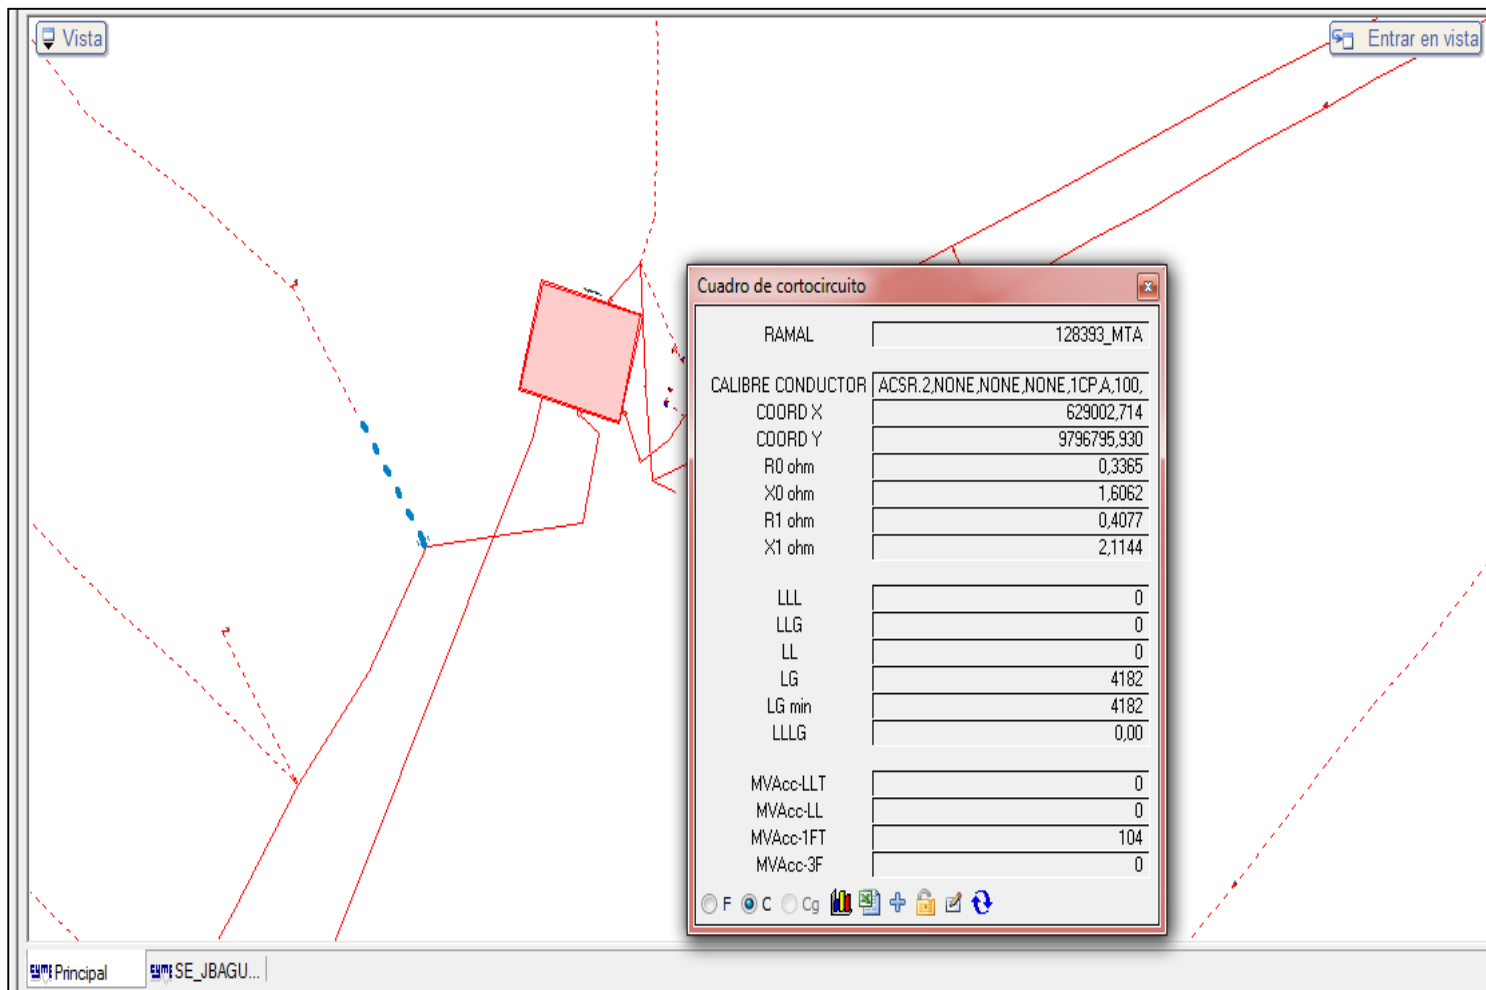 Vista
Entrar en vista
Cuadro de cortocircuito
RAMAL 128393_MTA
CALIBRE CONDUCTOR ACSR.2,NONE,NONE,NONE,1CP,A,100,
COORD X 629002,714
COORD Y 9796795,930
R0 ohm 0,3365
X0 ohm 1,6062
R1 ohm 0,4077
X1 ohm 2,1144
LLL 0
LLG 0
LL 0
LG 4182
LG min 4182
LLLG 0,00
MVAcc-LLT 0
MVAcc-LL 0
MVAcc-1FT 104
MVAcc-3F 0
F C Cg
Principal SE_JBAGU...